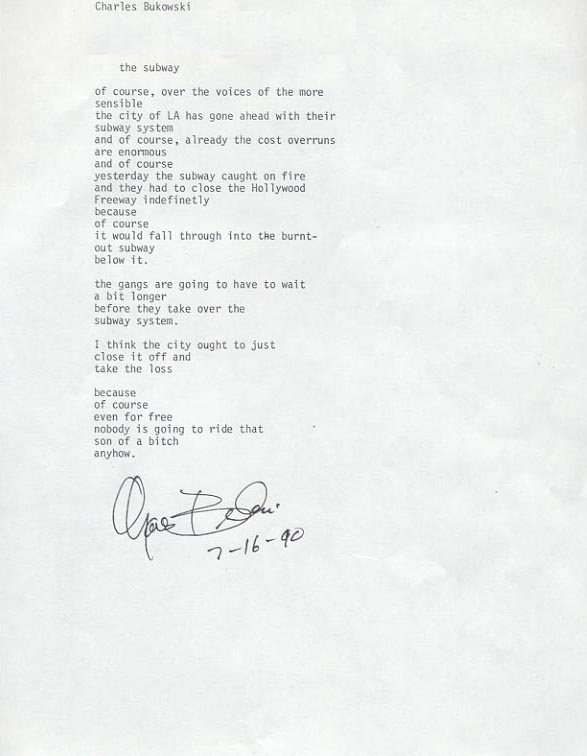 Charles Bukowski
the subway
of course, over the voices of the more
sensible
the city of LA has gone ahead with their
subway system
and of course, already the cost overruns
are enormous
and of course
yesterday the subway caught on fire
and they had to close the Hollywood
Freeway indefinetly
because
of course
it would fall through into the burnt-
out subway
below it.
the gangs are going to have to wait
a bit longer
before they take over the
subway system.
I think the city ought to just
close it off and
take the loss
because
of course
even for free
nobody is going to ride that
son of a bitch
anyhow.
7-16-90